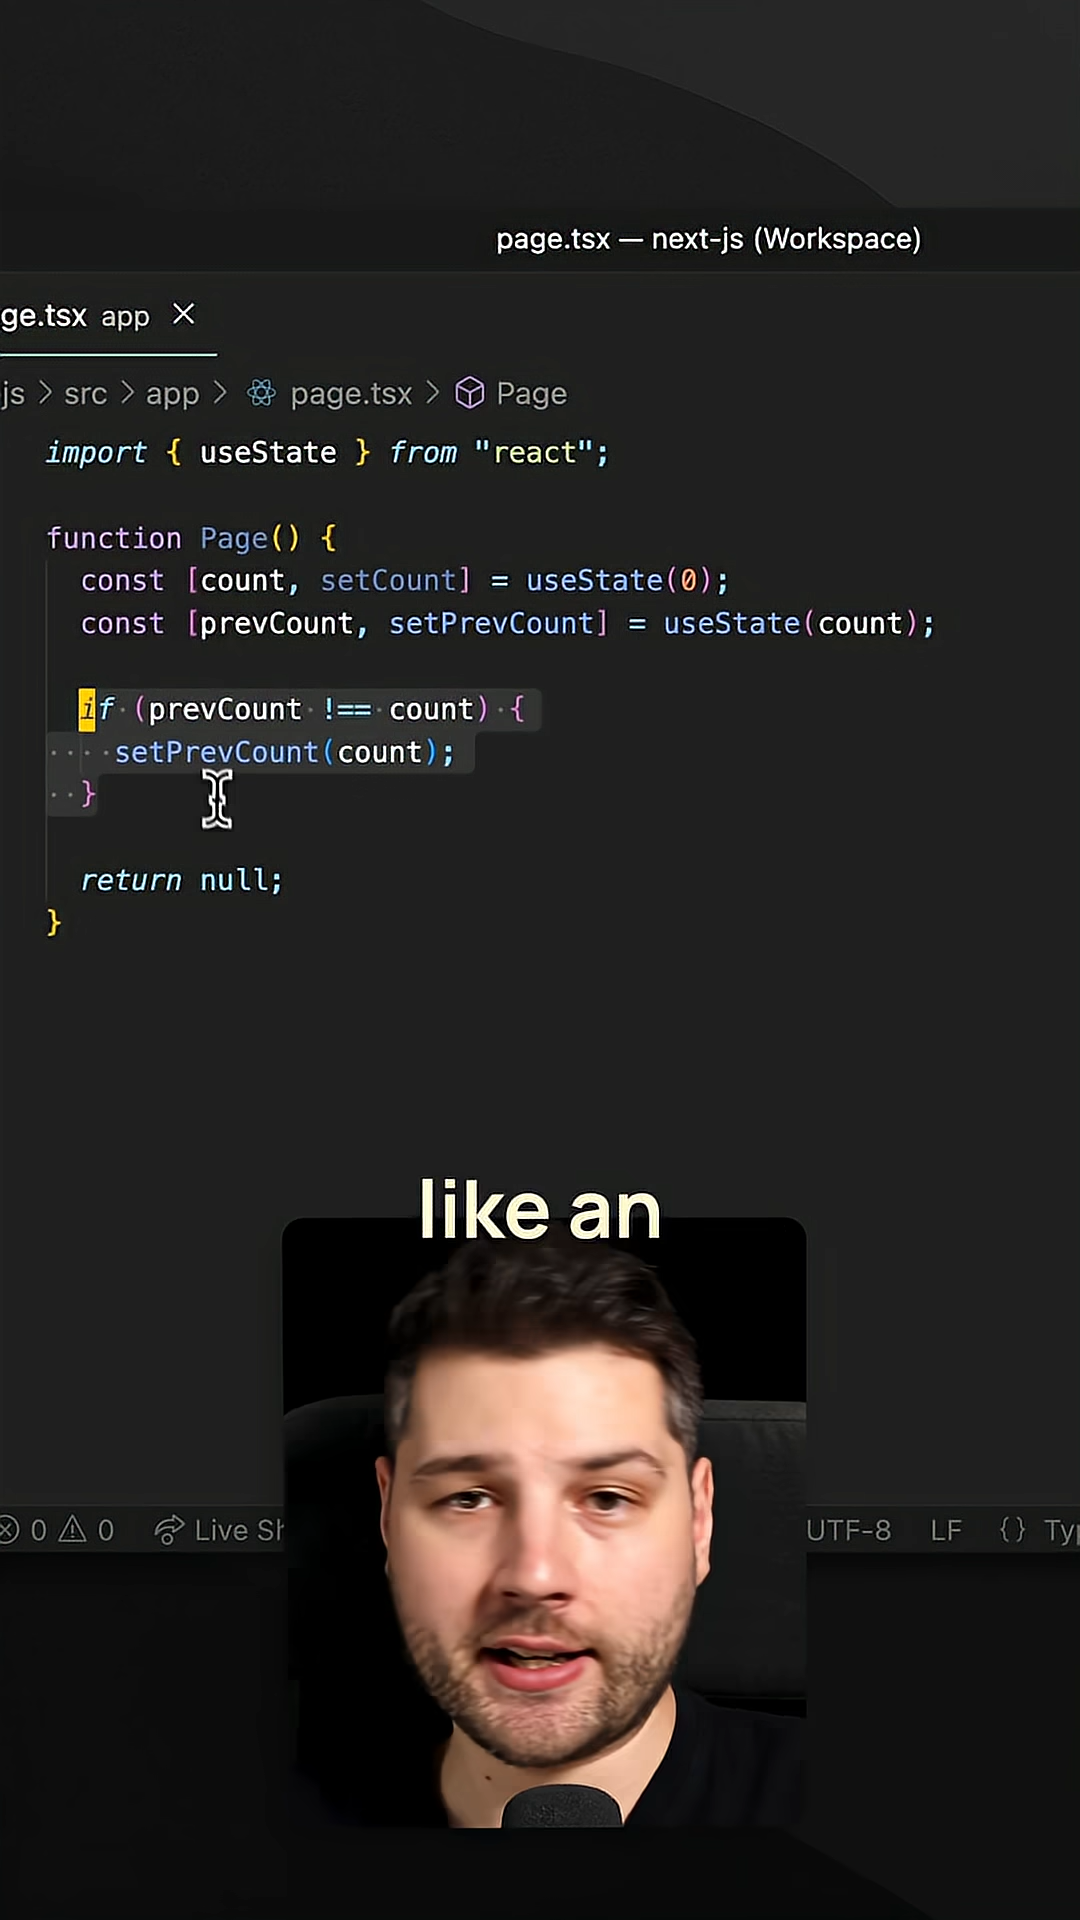 page.tsx — next-js (Workspace)
ge.tsx app
js > src > app > page.tsx > Page
import { useState } from "react";
function Page() {
const [count, setCount] = useState(0);
const [prevCount, setPrevCount] = useState(count);
if (prevCount !== count) {
setPrevCount(count);
}
return null;
}
like an
0 0 Live Sh UTF-8 LF {} Typ